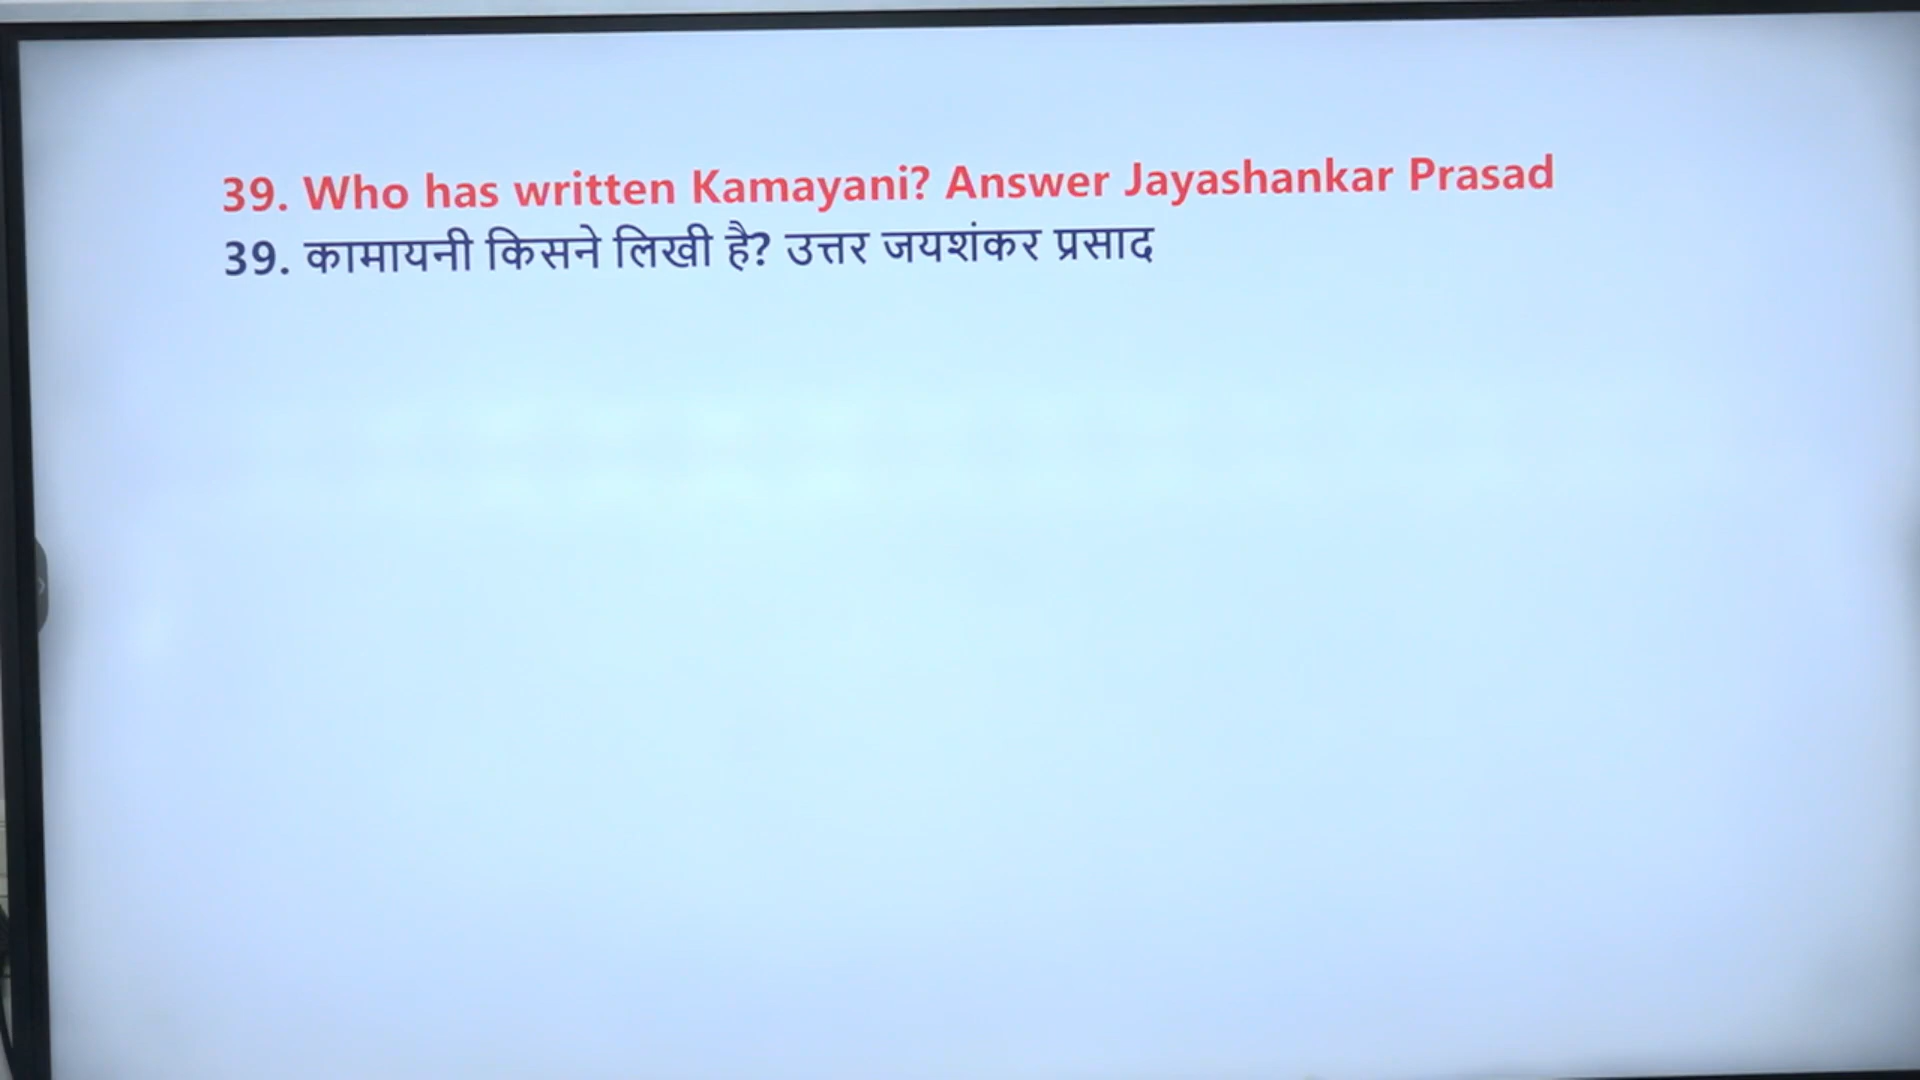 39. Who has written Kamayani? Answer Jayashankar Prasad
39. कामायनी किसने लिखी है? उत्तर जयशंकर प्रसाद